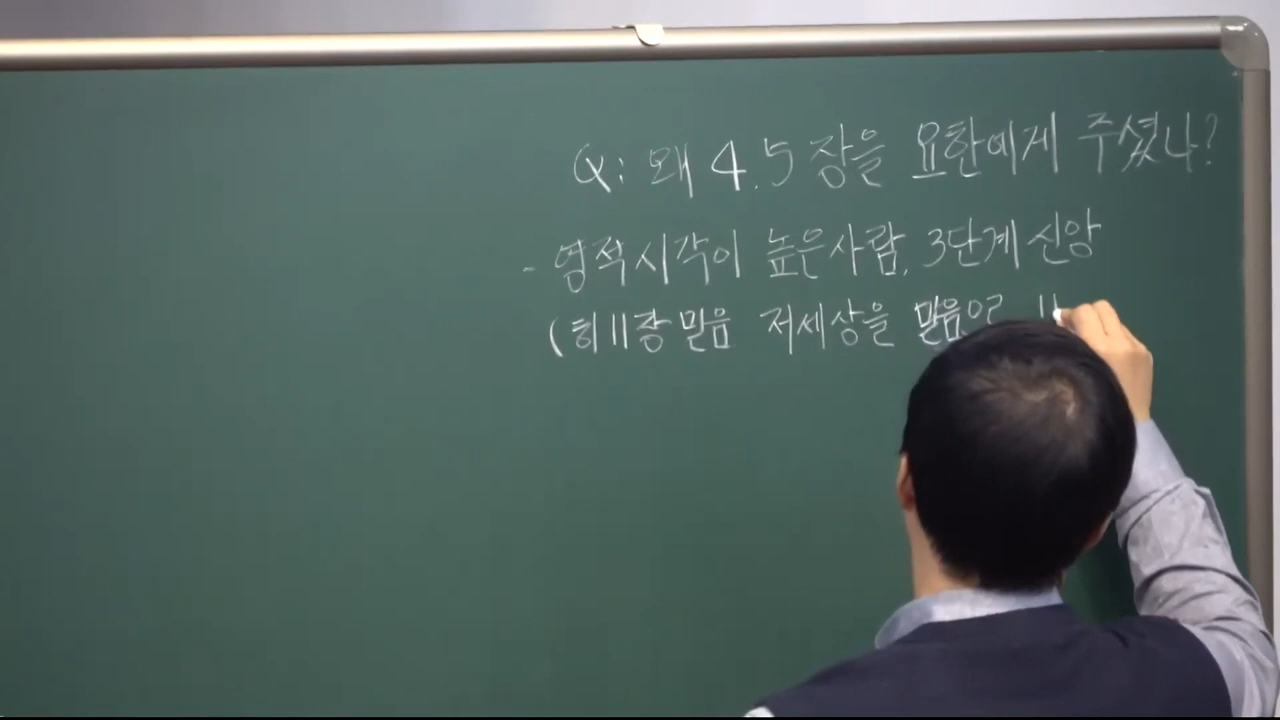 Q: 왜 4.5장을 요한에게 주셨나?
- 영적시각이 높은사람, 3단계신앙
(히11장 믿음 저세상을 믿음으로